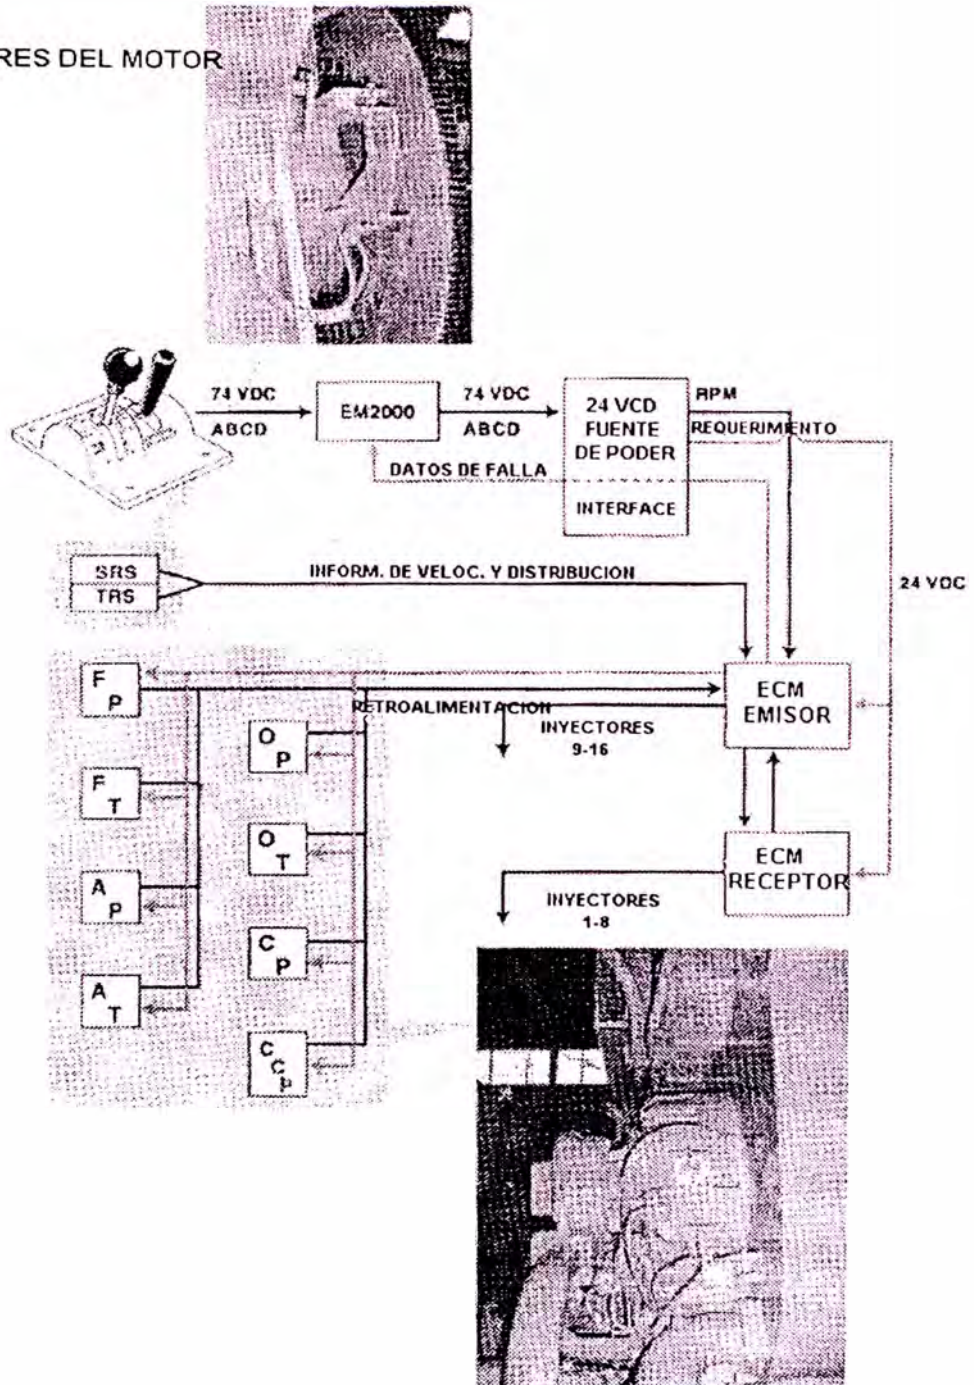 RES DEL MOTOR
74 VDC
ABCD
EM2000
74 VDC
ABCD
24 VCD
FUENTE
DE PODER
INTERFACE
RPM
REQUERIMIENTO
DATOS DE FALLA
SRS
TRS
INFORM. DE VELOC. Y DISTRIBUCION
24 VDC
F P
RETROALIMENTACION
INYECTORES
9-16
ECM
EMISOR
O P
F T
O T
A P
ECM
RECEPTOR
INYECTORES
1-8
C P
A T
C C P